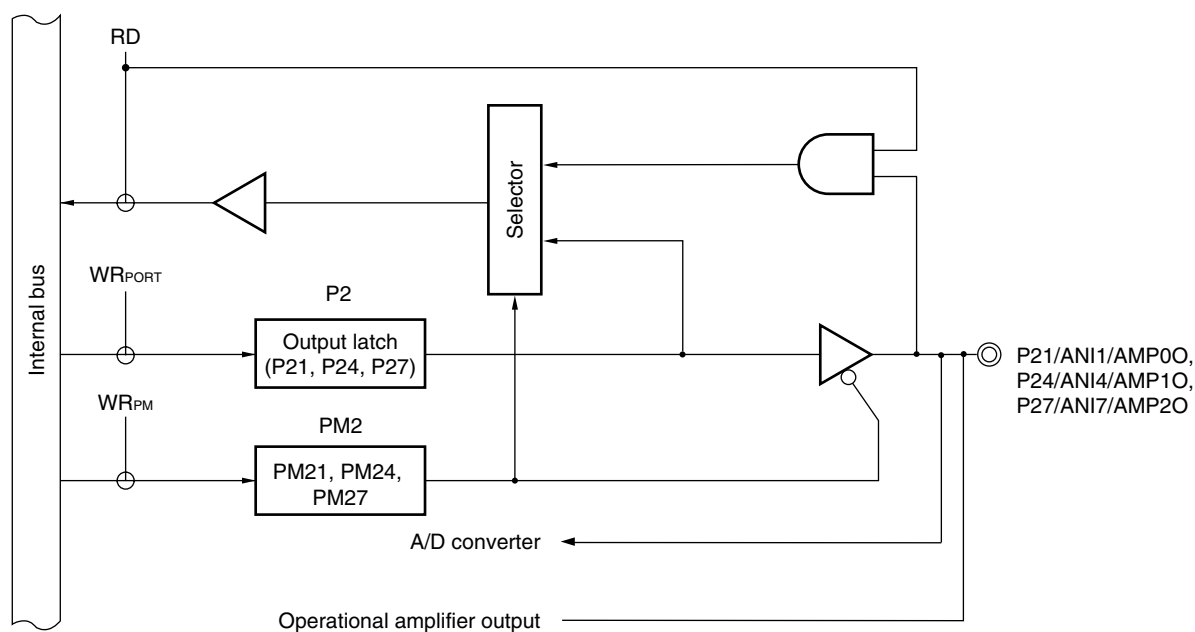 RD
Selector
Internal bus
WRPORT
P2
Output latch
(P21, P24, P27)
P21/ANI1/AMP0O,
P24/ANI4/AMP1O,
P27/ANI7/AMP2O
WRPM
PM2
PM21, PM24,
PM27
A/D converter
Operational amplifier output